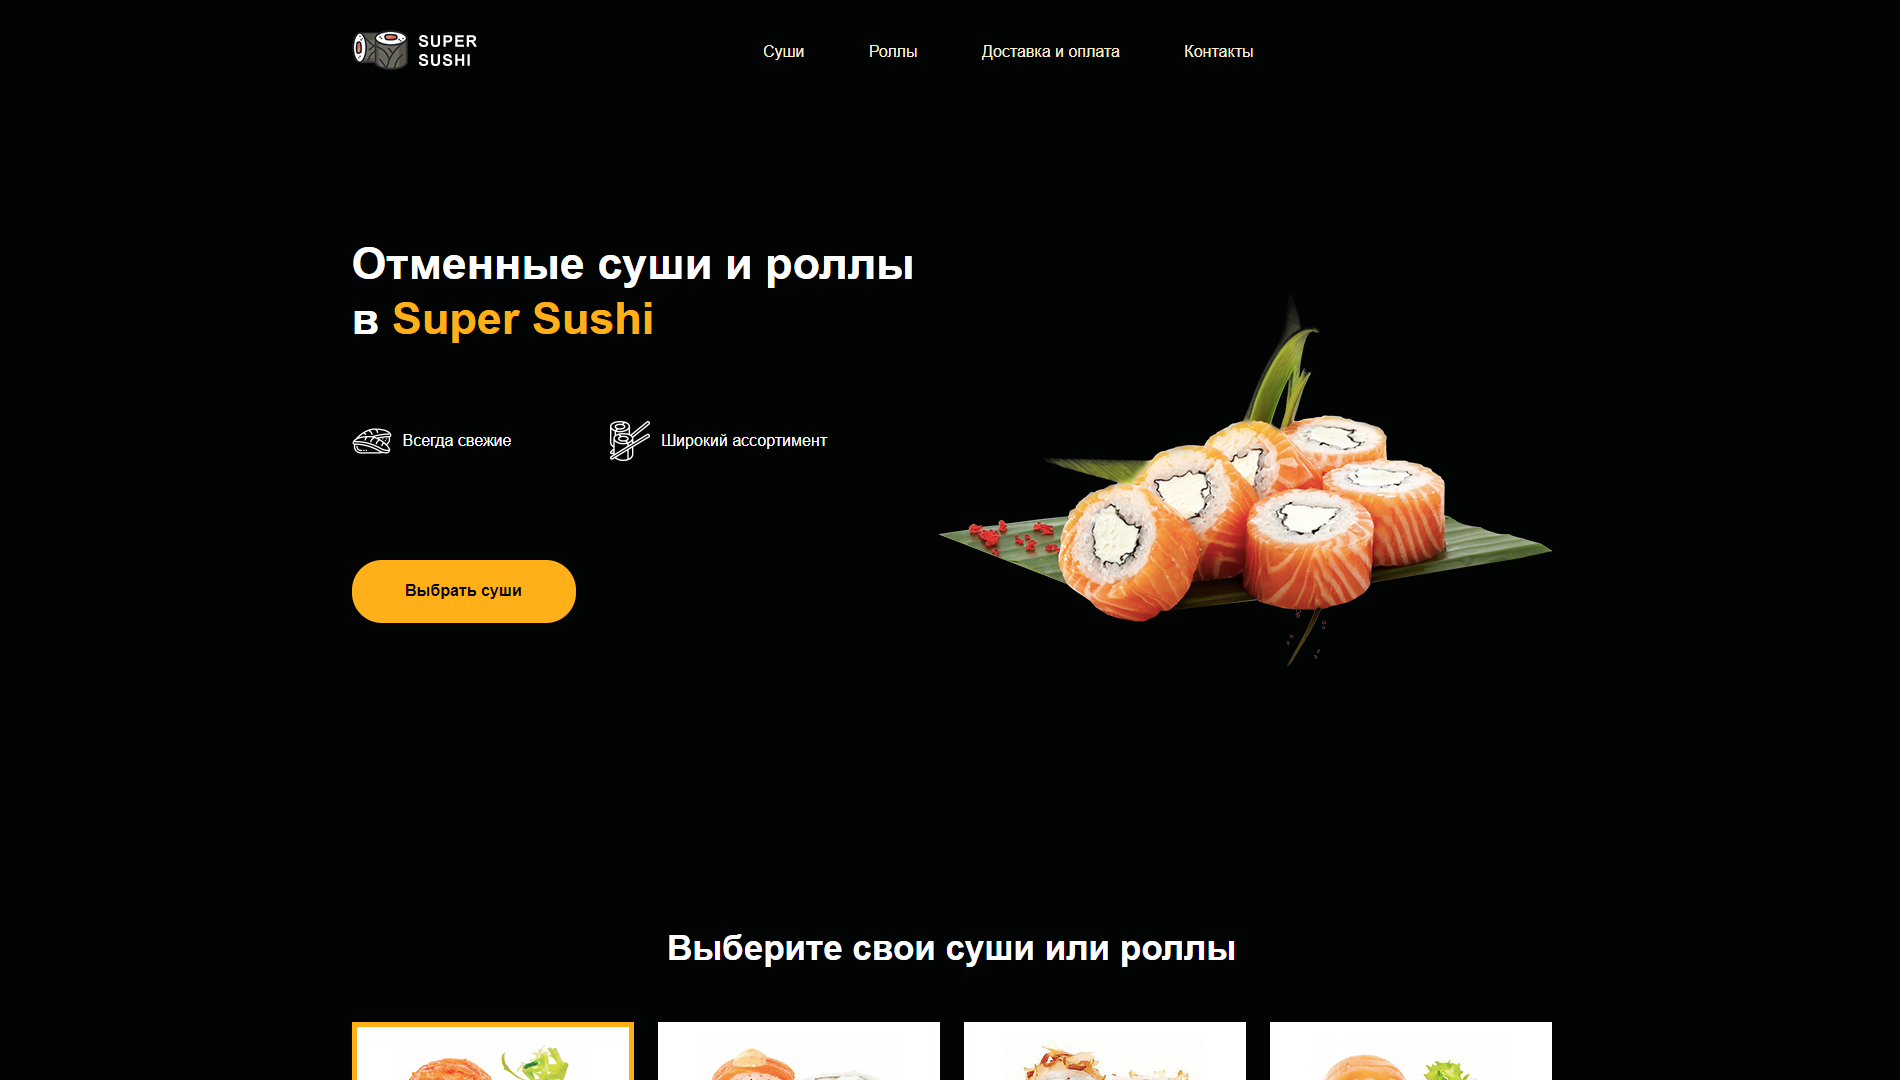 SUPER
SUSHI
Суши
Роллы
Доставка и оплата
Контакты
Отменные суши и роллы
в Super Sushi
Всегда свежие
Широкий ассортимент
Выбрать суши
Выберите свои суши или роллы